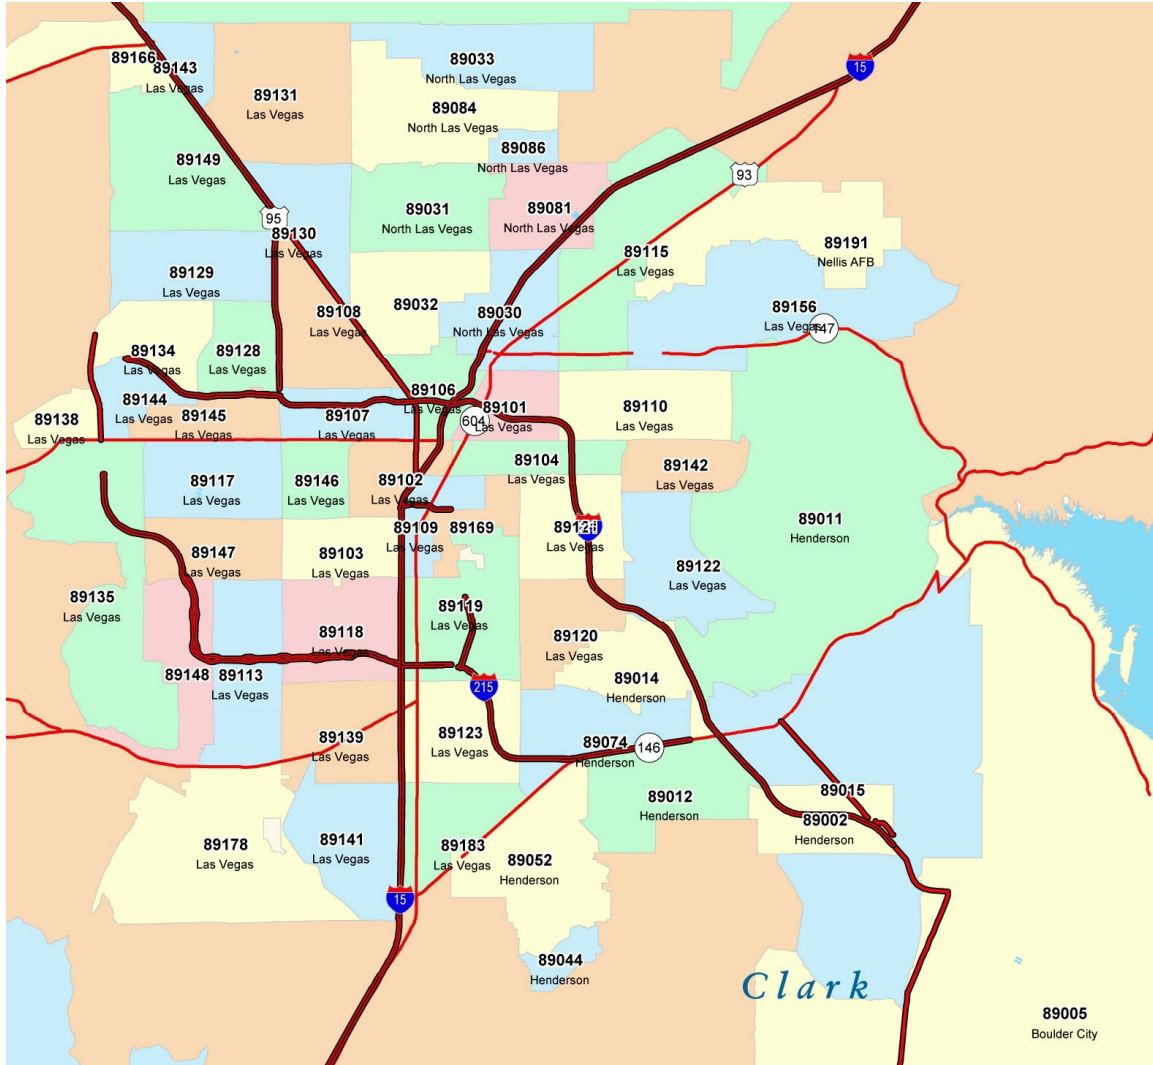 89166
89143
Las Vegas
89131
Las Vegas
89033
North Las Vegas
15
89084
North Las Vegas
89086
North Las Vegas
89149
Las Vegas
93
89031
North Las Vegas
89081
North Las Vegas
95
89130
Las Vegas
89115
Las Vegas
89191
Nellis AFB
89129
Las Vegas
89108
Las Vegas
89032
89030
North Las Vegas
89156
Las Vegas
147
89134
Las Vegas
89128
Las Vegas
89106
Las Vegas
89144
Las Vegas
89138
Las Vegas
89145
Las Vegas
89107
Las Vegas
89101
Las Vegas
604
89110
Las Vegas
89117
Las Vegas
89146
Las Vegas
89102
Las Vegas
89104
Las Vegas
89142
Las Vegas
89109
Las Vegas
89169
Las Vegas
89011
Henderson
89147
Las Vegas
89103
Las Vegas
89122
Las Vegas
89135
Las Vegas
89119
Las Vegas
89118
Las Vegas
89120
Las Vegas
89148
89113
Las Vegas
215
89014
Henderson
89139
Las Vegas
89123
Las Vegas
89074
Henderson
146
89012
Henderson
89015
89002
Henderson
89178
Las Vegas
89141
Las Vegas
89183
Las Vegas
89052
Henderson
15
89044
Henderson
Clark
89005
Boulder City